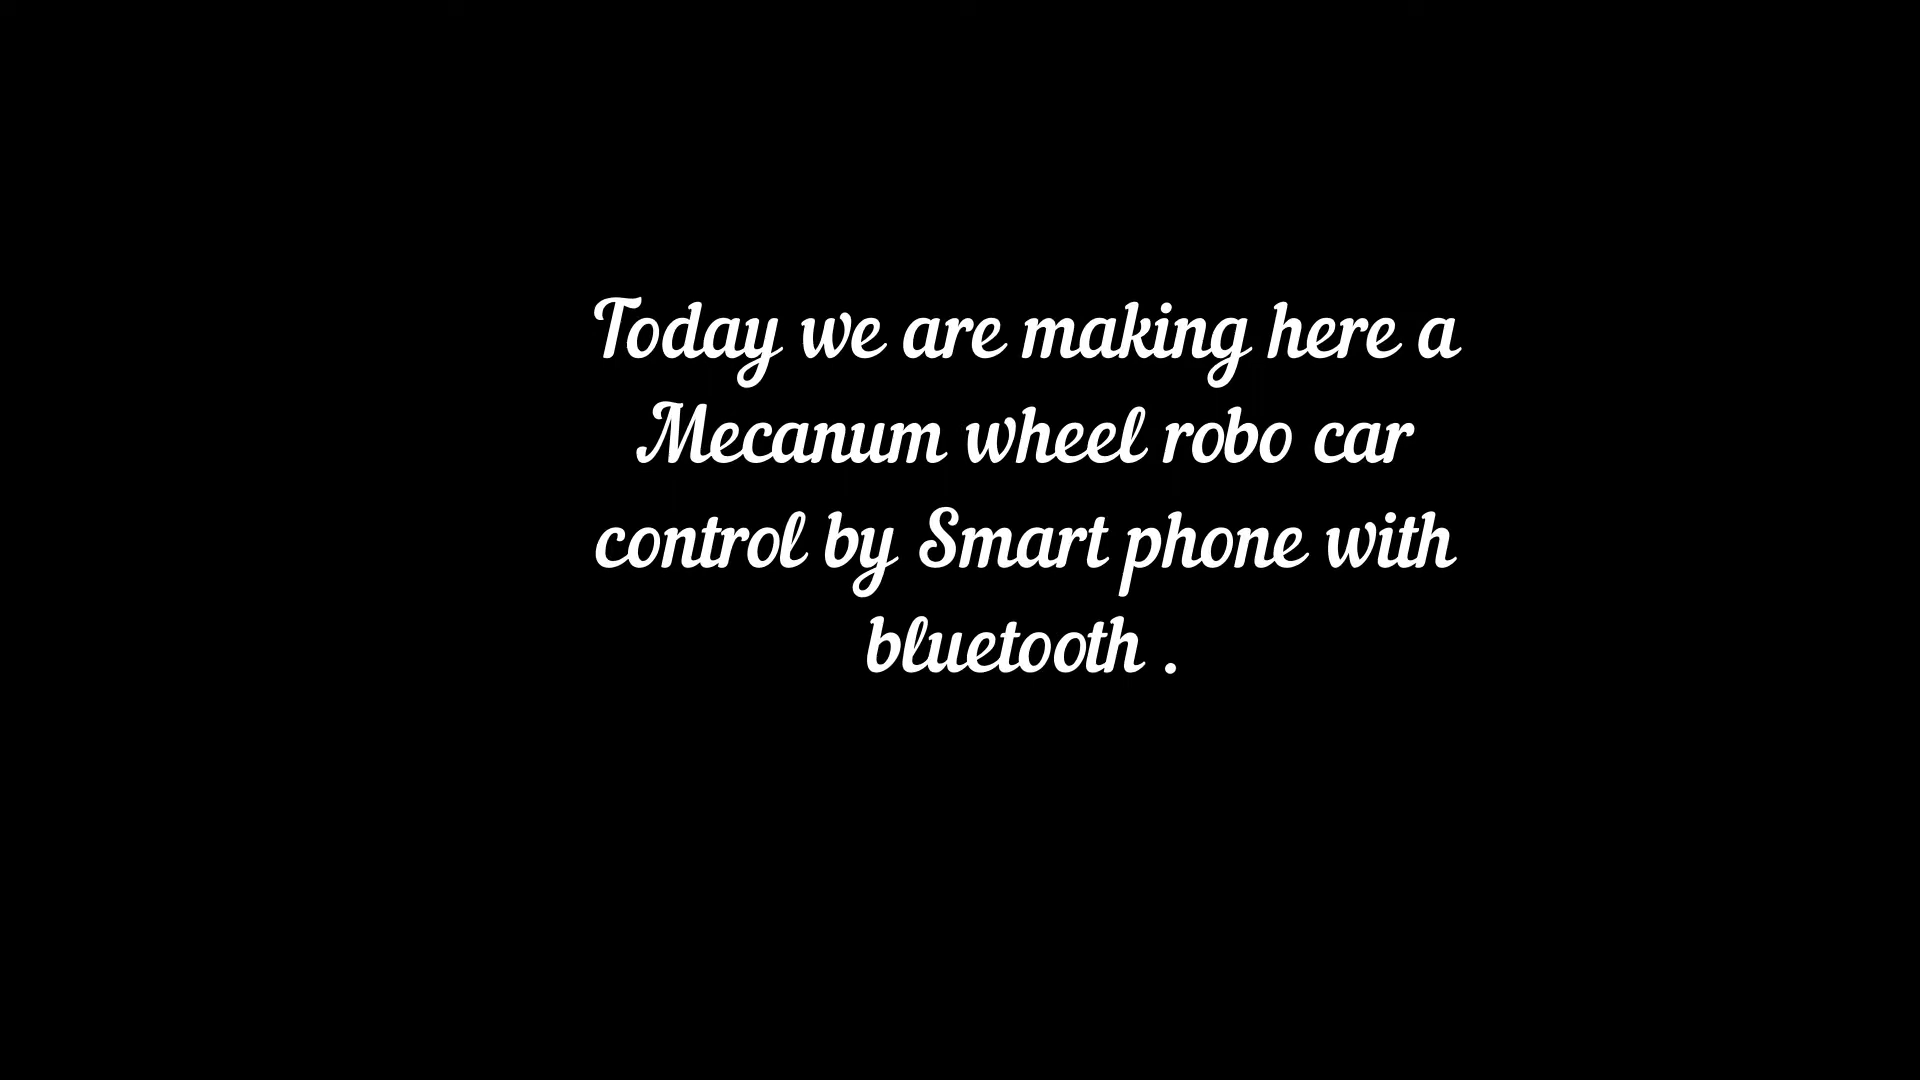 Today we are making here a
Mecanum wheel robo car
control by Smart phone with
bluetooth .